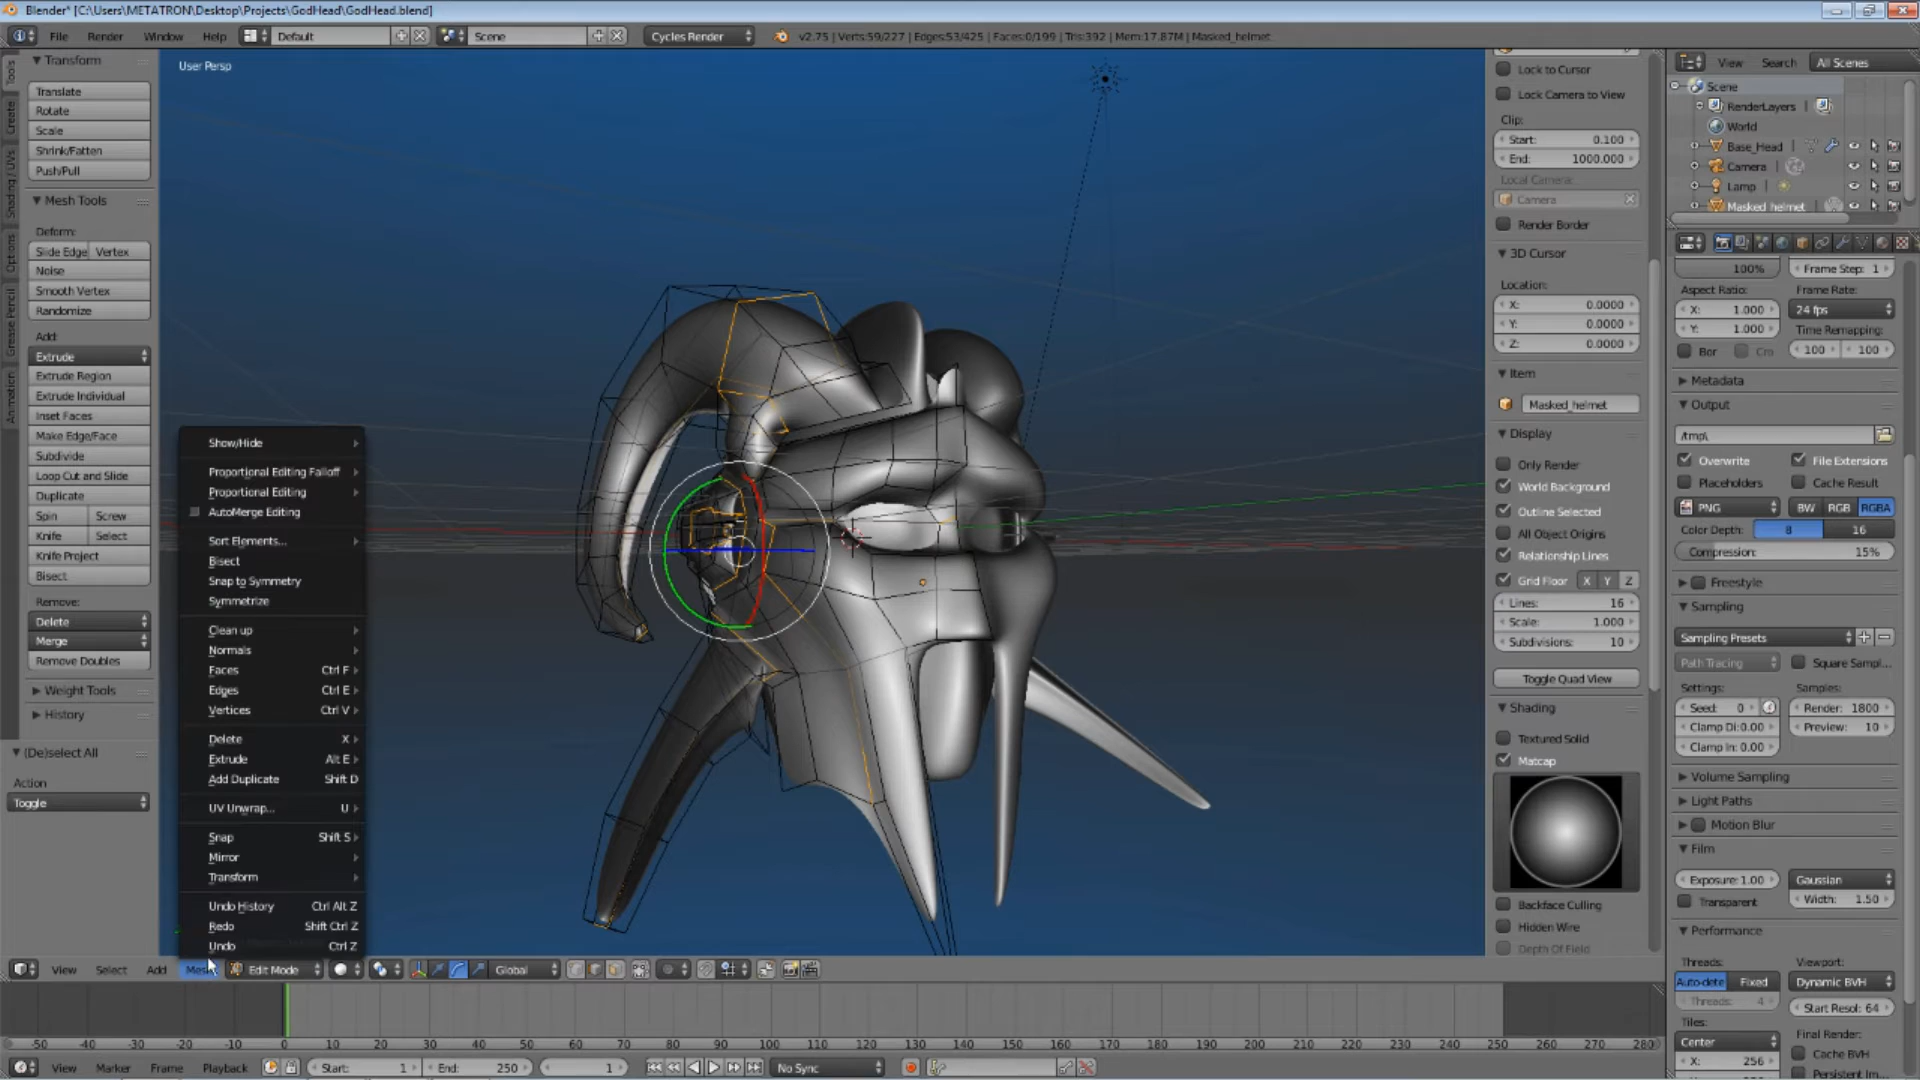 Blender* [C:\Users\METATRON\Desktop\Projects\GodHead\GodHead.blend]
File Render Window Help Default Scene Cycles Render v2.75 | Verts:59/227 | Edges:53/425 | Faces:0/199 | Tris:392 | Mem:17.87M | Masked_helmet
Tools
Create
Shading / UVs
Options
Grease Pencil
Animation
Transform
Translate
Rotate
Scale
Shrink/Fatten
Push/Pull
Mesh Tools
Deform:
Slide Edge Vertex
Noise
Smooth Vertex
Randomize
Add:
Extrude
Extrude Region
Extrude Individual
Inset Faces
Make Edge/Face
Subdivide
Loop Cut and Slide
Duplicate
Spin Screw
Knife Select
Knife Project
Bisect
Remove:
Delete
Merge
Remove Doubles
Weight Tools
History
(De)select All
Action
Toggle
User Persp
Show/Hide
Proportional Editing Falloff
Proportional Editing
AutoMerge Editing
Sort Elements...
Bisect
Snap to Symmetry
Symmetrize
Clean up
Normals
Faces Ctrl F
Edges Ctrl E
Vertices Ctrl V
Delete X
Extrude Alt E
Add Duplicate Shift D
UV Unwrap... U
Snap Shift S
Mirror
Transform
Undo History Ctrl Alt Z
Redo Shift Ctrl Z
Undo Ctrl Z
View Select Add Mesh Edit Mode Global
Lock to Cursor
Lock Camera to View
Clip:
Start: 0.100
End: 1000.000
Local Camera:
Camera
Render Border
3D Cursor
Location:
X: 0.0000
Y: 0.0000
Z: 0.0000
Item
Masked_helmet
Display
Only Render
World Background
Outline Selected
All Object Origins
Relationship Lines
Grid Floor X Y Z
Lines: 16
Scale: 1.000
Subdivisions: 10
Toggle Quad View
Shading
Textured Solid
Matcap
Backface Culling
Hidden Wire
Depth Of Field
View Search All Scenes
Scene
RenderLayers
World
Base_Head
Camera
Lamp
Masked_helmet
100% Frame Step: 1
Aspect Ratio: Frame Rate:
X: 1.000 24 fps
Y: 1.000 Time Remapping:
Bor Cro 100 100
Metadata
Output
/tmp\
Overwrite File Extensions
Placeholders Cache Result
PNG BW RGB RGBA
Color Depth: 8 16
Compression: 15%
Freestyle
Sampling
Sampling Presets
Path Tracing Square Sampl...
Settings: Samples:
Seed: 0 Render: 1800
Clamp Di:0.00 Preview: 10
Clamp In: 0.00
Volume Sampling
Light Paths
Motion Blur
Film
Exposure: 1.00 Gaussian
Transparent Width: 1.50
Performance
Threads: Viewport:
Auto-dete Fixed Dynamic BVH
Threads: 4 Start Resol: 64
Tiles: Final Render:
Center Cache BVH
X: 256 Persistent Im...
-50 -40 -30 -20 -10 0 10 20 30 40 50 60 70 80 90 100 110 120 130 140 150 160 170 180 190 200 210 220 230 240 250 260 270 280
View Marker Frame Playback Start: 1 End: 250 1 No Sync